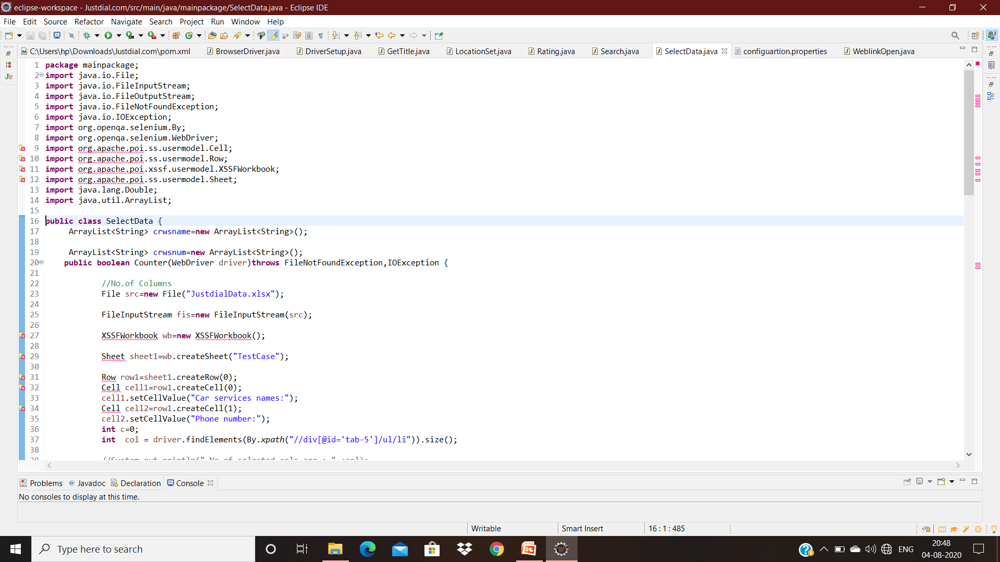 eclipse-workspace - Justdial.com/src/main/java/mainpackage/SelectData.java - Eclipse IDE
File Edit Source Refactor Navigate Search Project Run Window Help
C:\Users\hp\Downloads\Justdial.com\pom.xml BrowserDriver.java DriverSetup.java GetTitle.java LocationSet.java Rating.java Search.java SelectData.java configuartion.properties WeblinkOpen.java
1 package mainpackage;
2 import java.io.File;
3 import java.io.FileInputStream;
4 import java.io.FileOutputStream;
5 import java.io.FileNotFoundException;
6 import java.io.IOException;
7 import org.openqa.selenium.By;
8 import org.openqa.selenium.WebDriver;
9 import org.apache.poi.ss.usermodel.Cell;
10 import org.apache.poi.ss.usermodel.Row;
11 import org.apache.poi.xssf.usermodel.XSSFWorkbook;
12 import org.apache.poi.ss.usermodel.Sheet;
13 import java.lang.Double;
14 import java.util.ArrayList;
15
16 public class SelectData {
17 ArrayList<String> crwsname=new ArrayList<String>();
18
19 ArrayList<String> crwsnum=new ArrayList<String>();
20 public boolean Counter(WebDriver driver)throws FileNotFoundException,IOException {
21
22 //No.of Columns
23 File src=new File("JustdialData.xlsx");
24
25 FileInputStream fis=new FileInputStream(src);
26
27 XSSFWorkbook wb=new XSSFWorkbook();
28
29 Sheet sheet1=wb.createSheet("TestCase");
30
31 Row row1=sheet1.createRow(0);
32 Cell cell1=row1.createCell(0);
33 cell1.setCellValue("Car services names:");
34 Cell cell2=row1.createCell(1);
35 cell2.setCellValue("Phone number:");
36 int c=0;
37 int col = driver.findElements(By.xpath("//div[@id='tab-5']/ul/li")).size();
38
Problems @ Javadoc Declaration Console
No consoles to display at this time.
Writable Smart Insert 16 : 1 : 485
Type here to search
ENG
20:48
04-08-2020